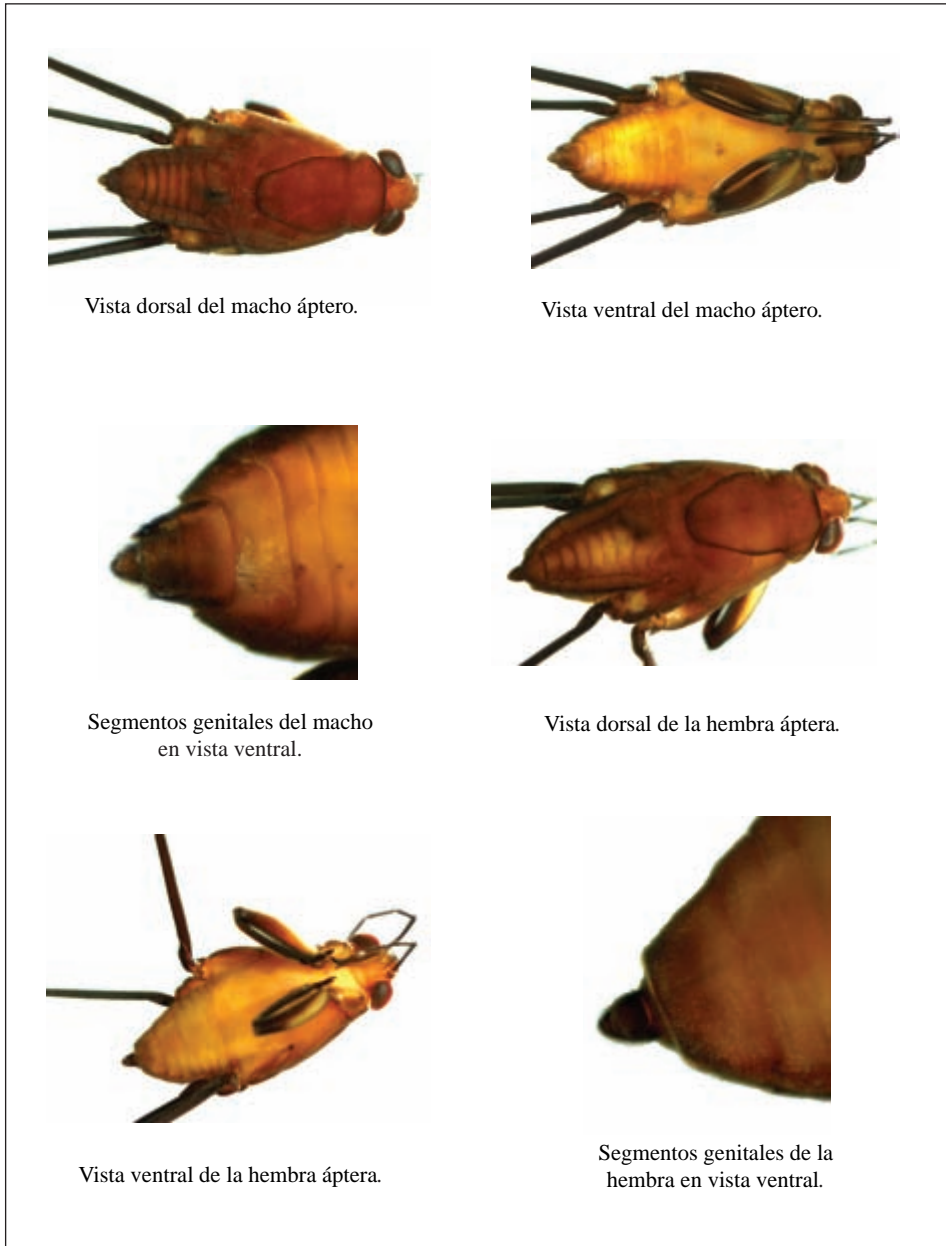 Vista dorsal del macho áptero.
Vista ventral del macho áptero.
Segmentos genitales del macho
en vista ventral.
Vista dorsal de la hembra áptera.
Vista ventral de la hembra áptera.
Segmentos genitales de la
hembra en vista ventral.